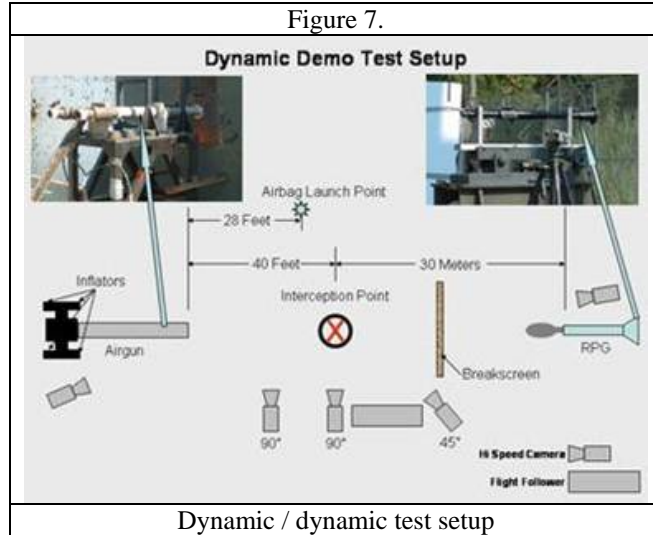 Figure 7.
Dynamic Demo Test Setup
Airbag Launch Point
28 Feet
40 Feet
30 Meters
Inflators
Interception Point
Airgun
RPG
Breakscreen
90°
90°
45°
Hi Speed Camera
Flight Follower
Dynamic / dynamic test setup